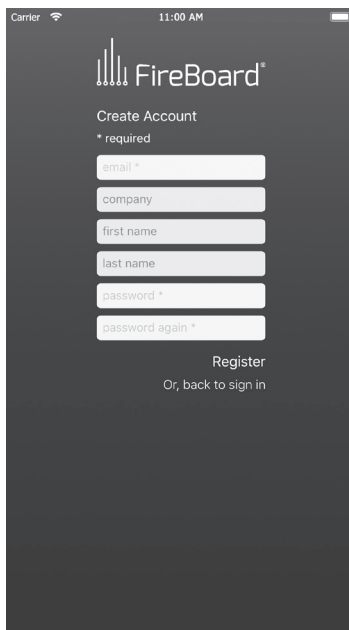 Carrier 11:00 AM
FireBoard®
Create Account
* required
email *
company
first name
last name
password *
password again *
Register
Or, back to sign in